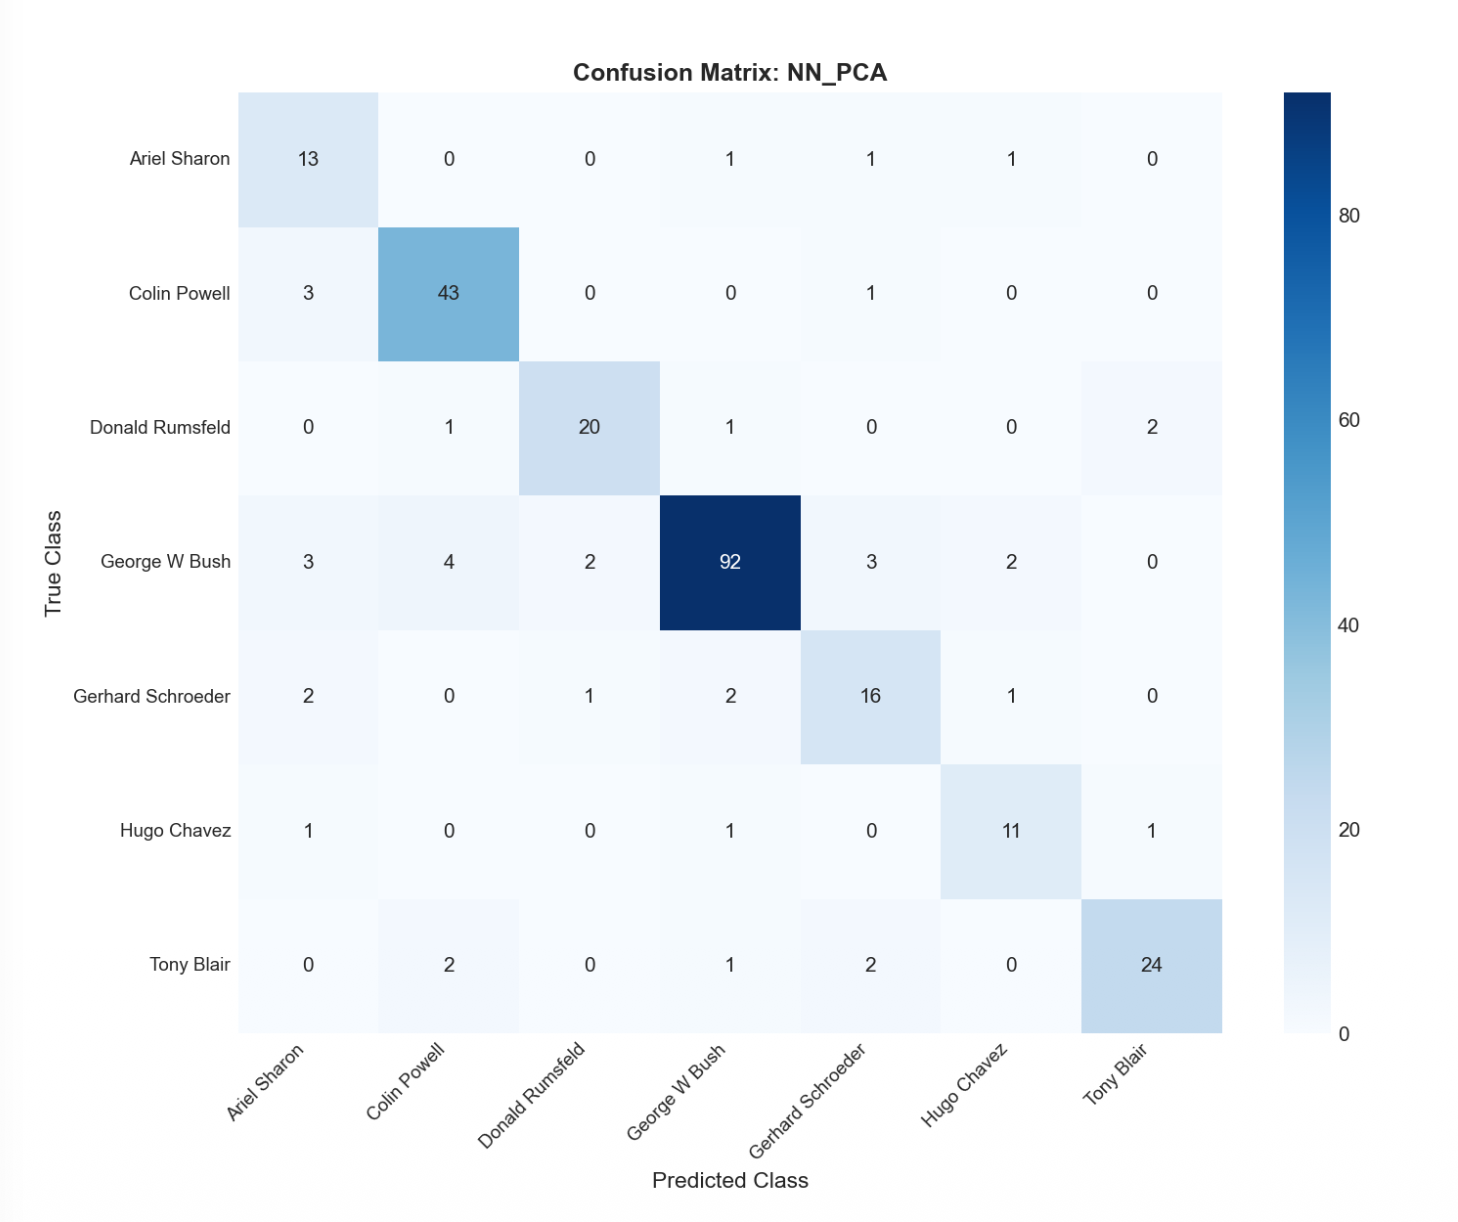 Confusion Matrix: NN_PCA
Ariel Sharon 13 0 0 1 1 1 0
Colin Powell 3 43 0 0 1 0 0
Donald Rumsfeld 0 1 20 1 0 0 2
George W Bush 3 4 2 92 3 2 0
Gerhard Schroeder 2 0 1 2 16 1 0
Hugo Chavez 1 0 0 1 0 11 1
Tony Blair 0 2 0 1 2 0 24
True Class
Ariel Sharon
Colin Powell
Donald Rumsfeld
George W Bush
Gerhard Schroeder
Hugo Chavez
Tony Blair
Predicted Class
80
60
40
20
0